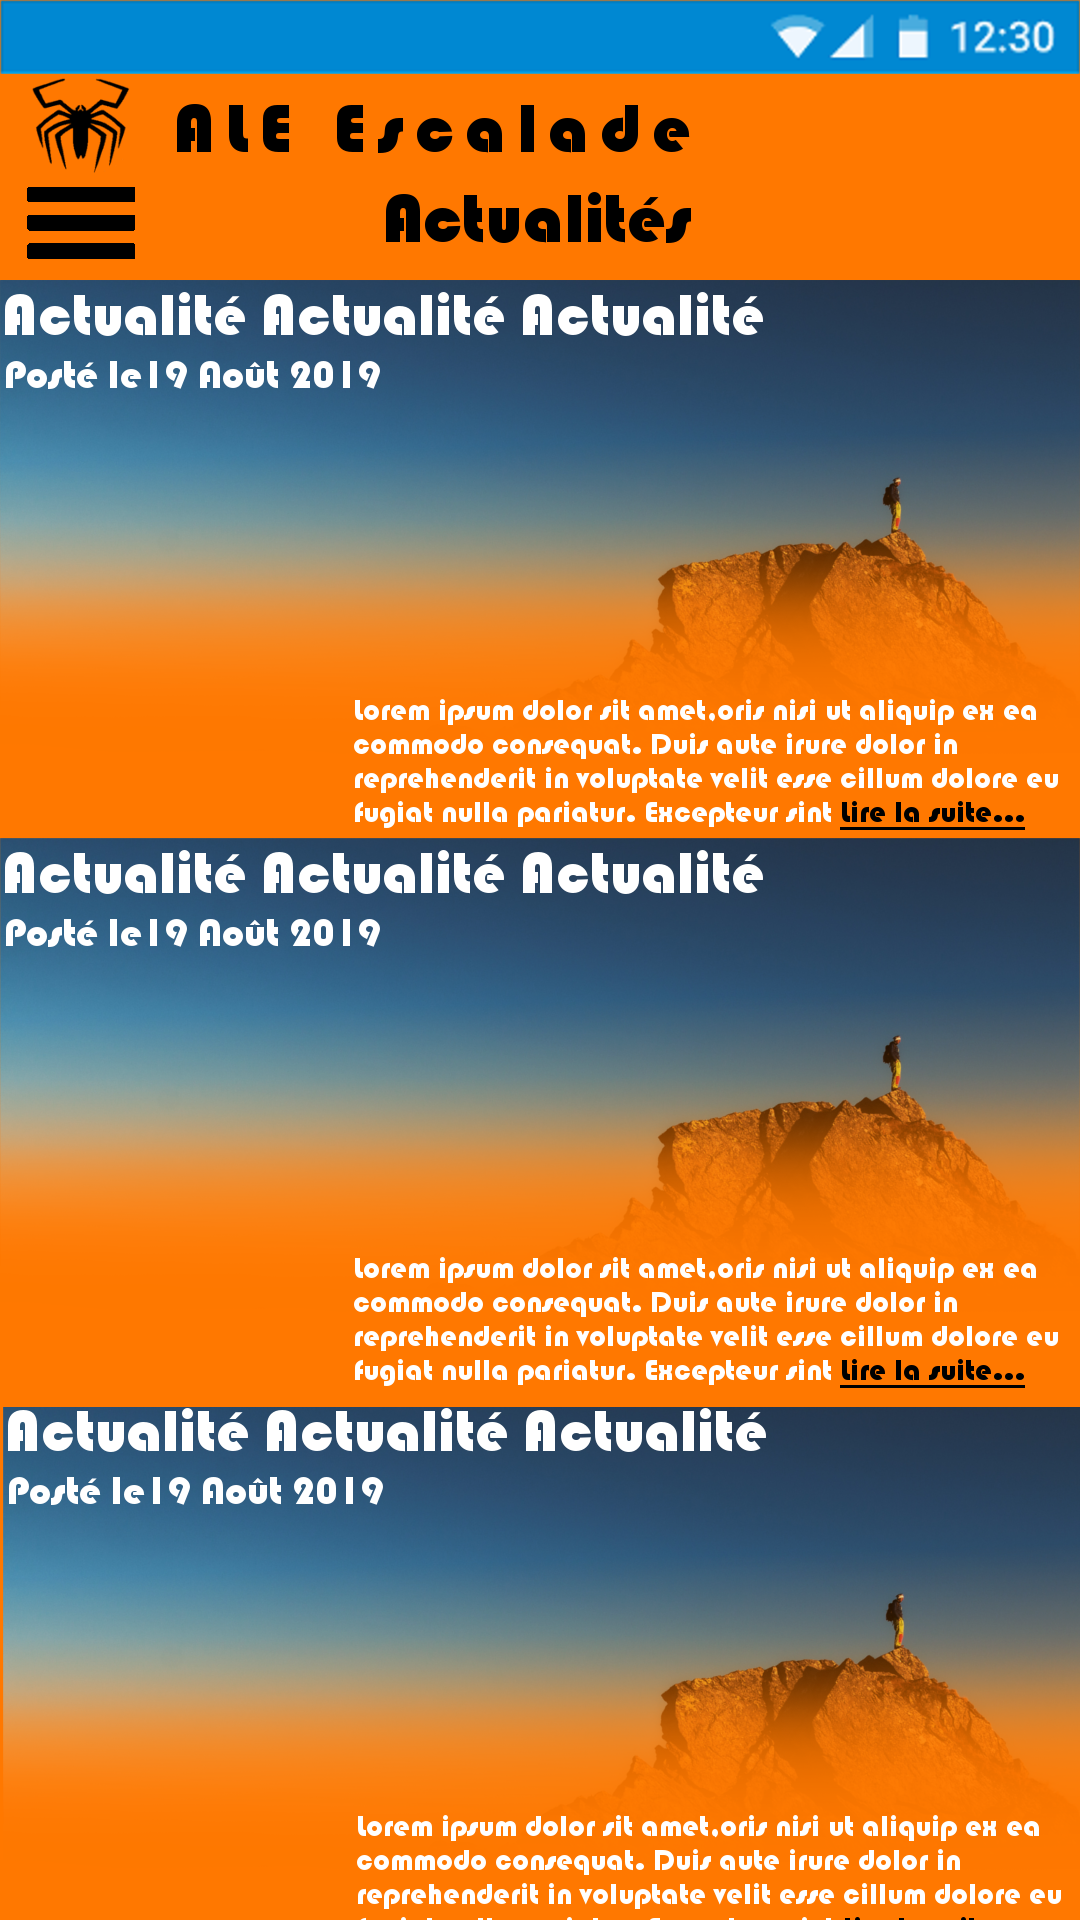 12:30
ALE Escalade
Actualités
Actualité Actualité Actualité
Posté le19 Août 2019
Lorem ipsum dolor sit amet,oris nisi ut aliquip ex ea
commodo consequat. Duis aute irure dolor in
reprehenderit in voluptate velit esse cillum dolore eu
fugiat nulla pariatur. Excepteur sint Lire la suite...
Actualité Actualité Actualité
Posté le19 Août 2019
Lorem ipsum dolor sit amet,oris nisi ut aliquip ex ea
commodo consequat. Duis aute irure dolor in
reprehenderit in voluptate velit esse cillum dolore eu
fugiat nulla pariatur. Excepteur sint Lire la suite...
Actualité Actualité Actualité
Posté le19 Août 2019
Lorem ipsum dolor sit amet,oris nisi ut aliquip ex ea
commodo consequat. Duis aute irure dolor in
reprehenderit in voluptate velit esse cillum dolore eu